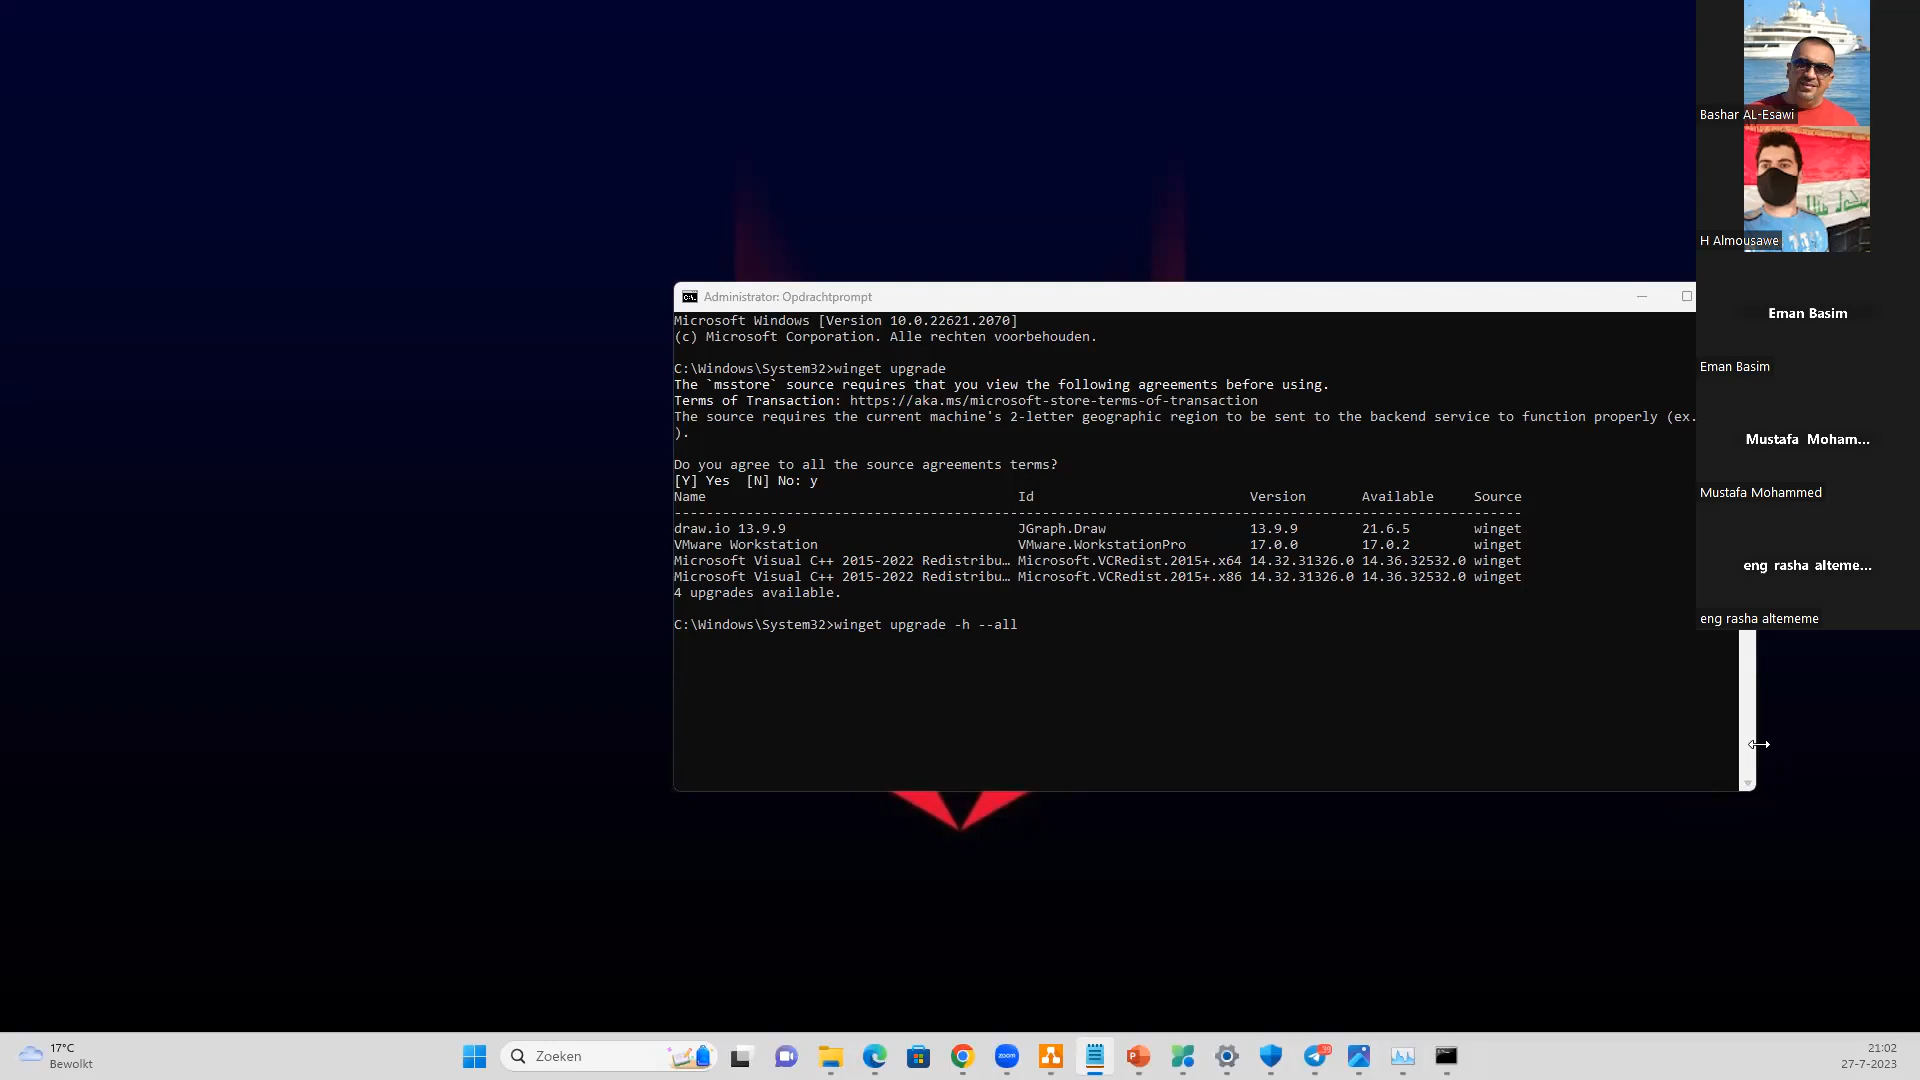 Bashar AL-Esawi
H Almousawe
Eman Basim
Eman Basim
Mustafa Moham...
Mustafa Mohammed
eng rasha alteme...
eng rasha altememe
Administrator: Opdrachtprompt
Microsoft Windows [Version 10.0.22621.2070]
(c) Microsoft Corporation. Alle rechten voorbehouden.
C:\Windows\System32>winget upgrade
The `msstore` source requires that you view the following agreements before using.
Terms of Transaction: https://aka.ms/microsoft-store-terms-of-transaction
The source requires the current machine's 2-letter geographic region to be sent to the backend service to function properly (ex.
).
Do you agree to all the source agreements terms?
[Y] Yes  [N] No: y
Name Id Version Available Source
--------------------------------------------------------------------------------------------------------
draw.io 13.9.9 JGraph.Draw 13.9.9 21.6.5 winget
VMware Workstation VMware.WorkstationPro 17.0.0 17.0.2 winget
Microsoft Visual C++ 2015-2022 Redistribu… Microsoft.VCRedist.2015+.x64 14.32.31326.0 14.36.32532.0 winget
Microsoft Visual C++ 2015-2022 Redistribu… Microsoft.VCRedist.2015+.x86 14.32.31326.0 14.36.32532.0 winget
4 upgrades available.
C:\Windows\System32>winget upgrade -h --all
17°C
Bewolkt
Zoeken
zoom
21:02
27-7-2023